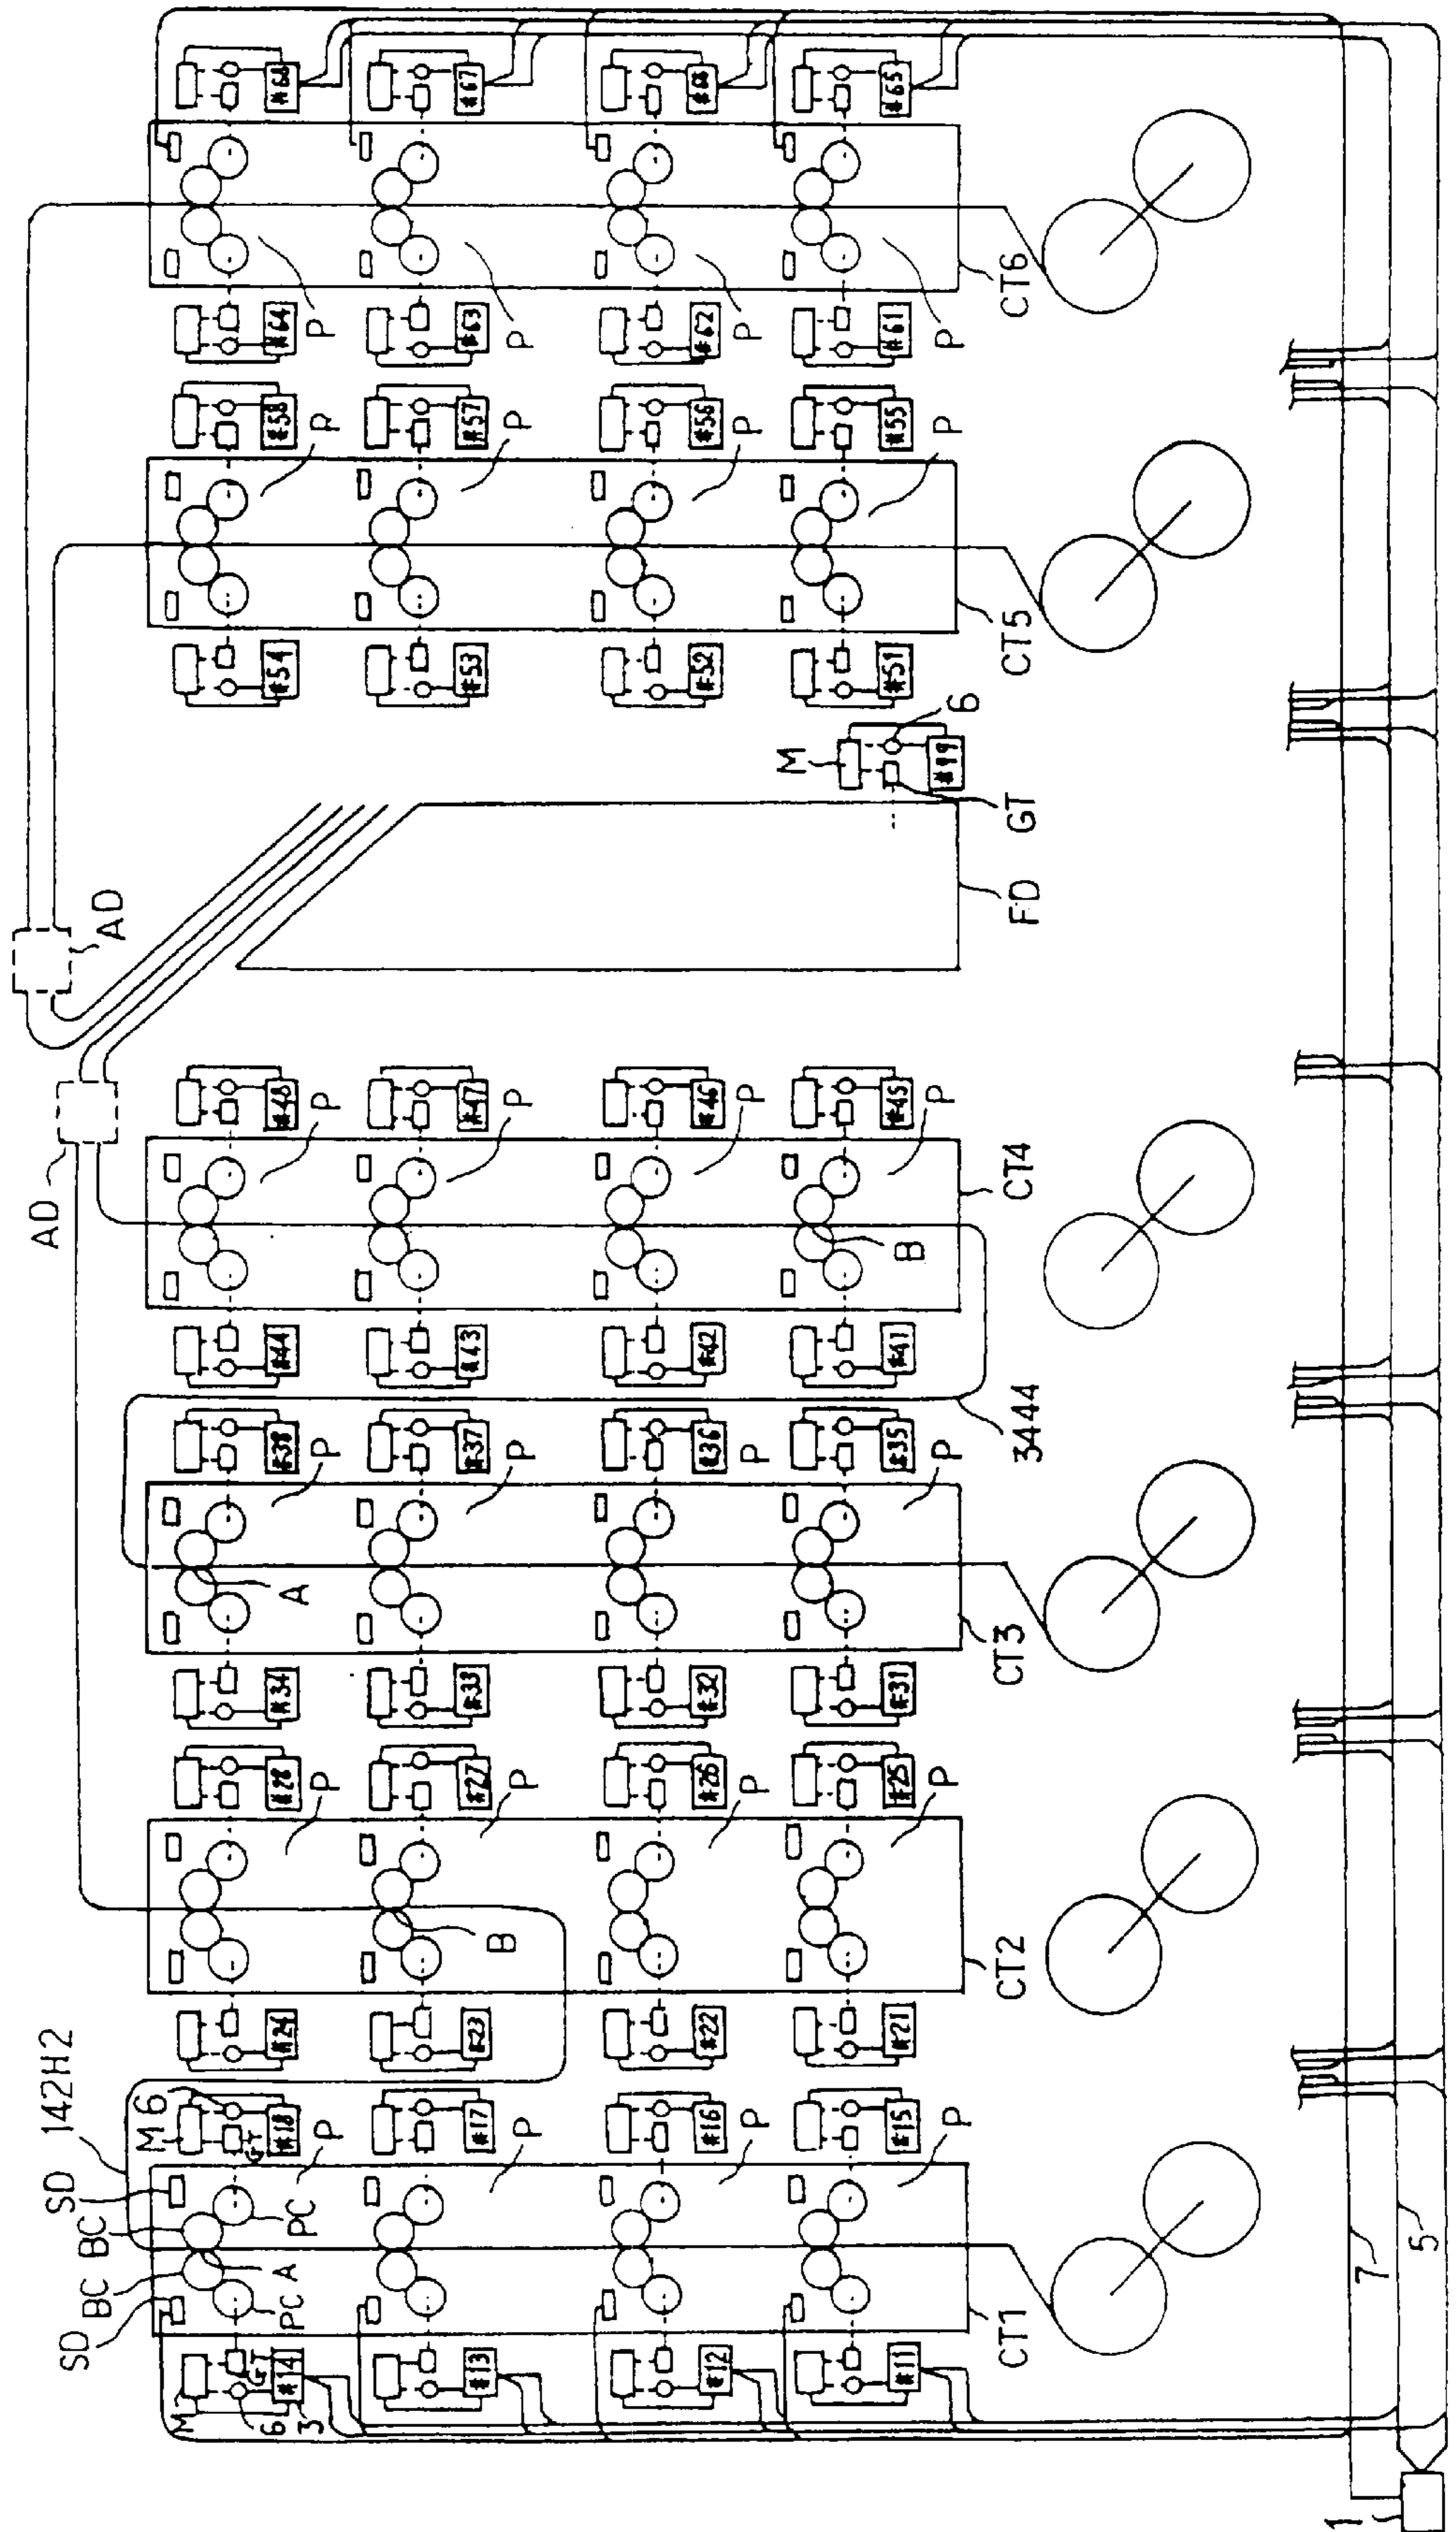 AD
142H2
SD
SD
BC
BC
AD
M
M
6
GT
GT
6
A
PC
PC
3
#14
#18
#24
#28
#34
#38
#44
#48
#54
#58
#64
#68
P
P
A
P
P
P
P
#13
#17
#23
#27
#33
#37
#43
#47
#53
#57
#63
#67
P
B
P
P
P
P
P
#12
#16
#22
#26
#32
#36
#42
#46
#52
#56
#62
#66
P
P
P
P
P
P
M
#11
#15
#21
#25
#31
#35
#41
#45
#51
#55
#61
#65
P
P
P
B
P
P
P
6
#99
GT
CT1
CT2
CT3
3444
CT4
FD
CT5
CT6
1
7
5